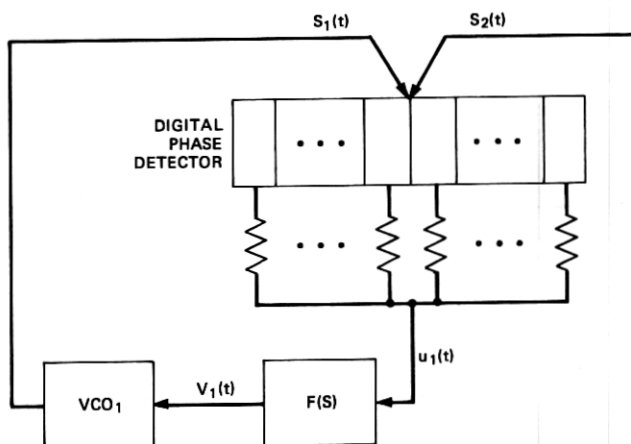 S₁(t) S₂(t)
DIGITAL
PHASE
DETECTOR
• • • • • •
• • • • • •
u₁(t)
V₁(t)
VCO₁ F(S)